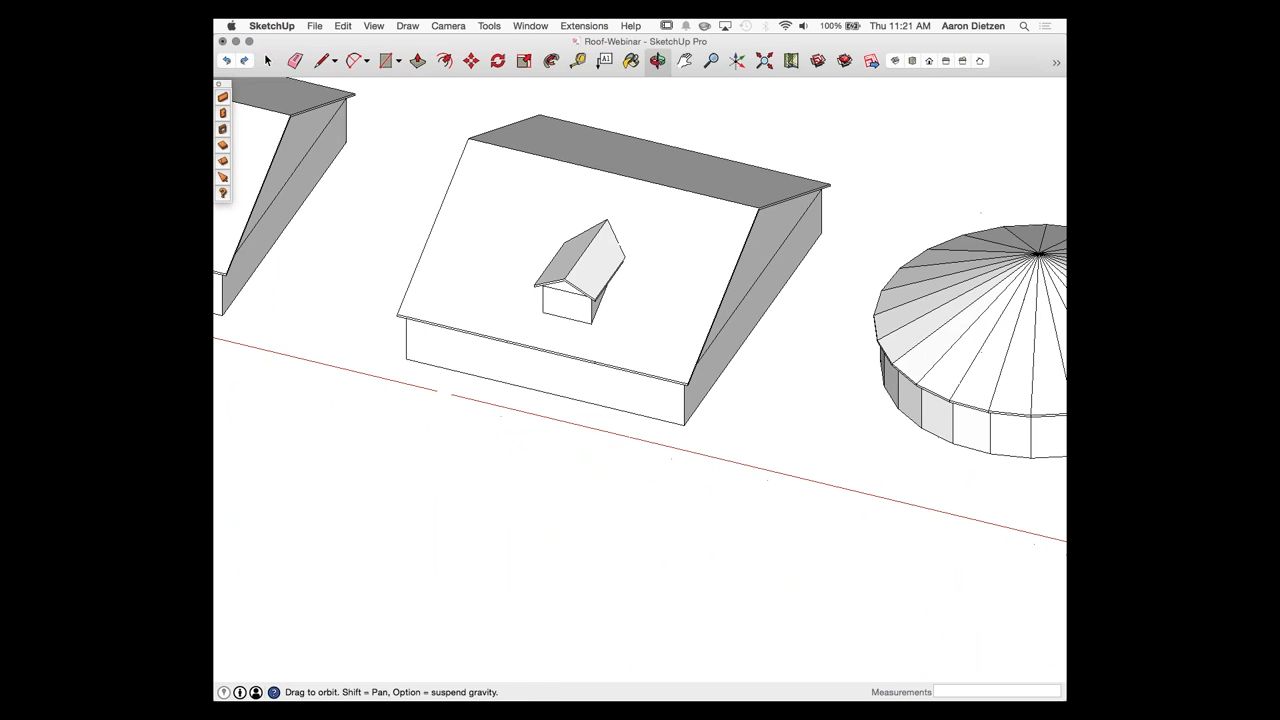 SketchUp File Edit View Draw Camera Tools Window Extensions Help 100% Thu 11:21 AM Aaron Dietzen
Roof-Webinar - SketchUp Pro
A1
Drag to orbit. Shift = Pan, Option = suspend gravity. Measurements